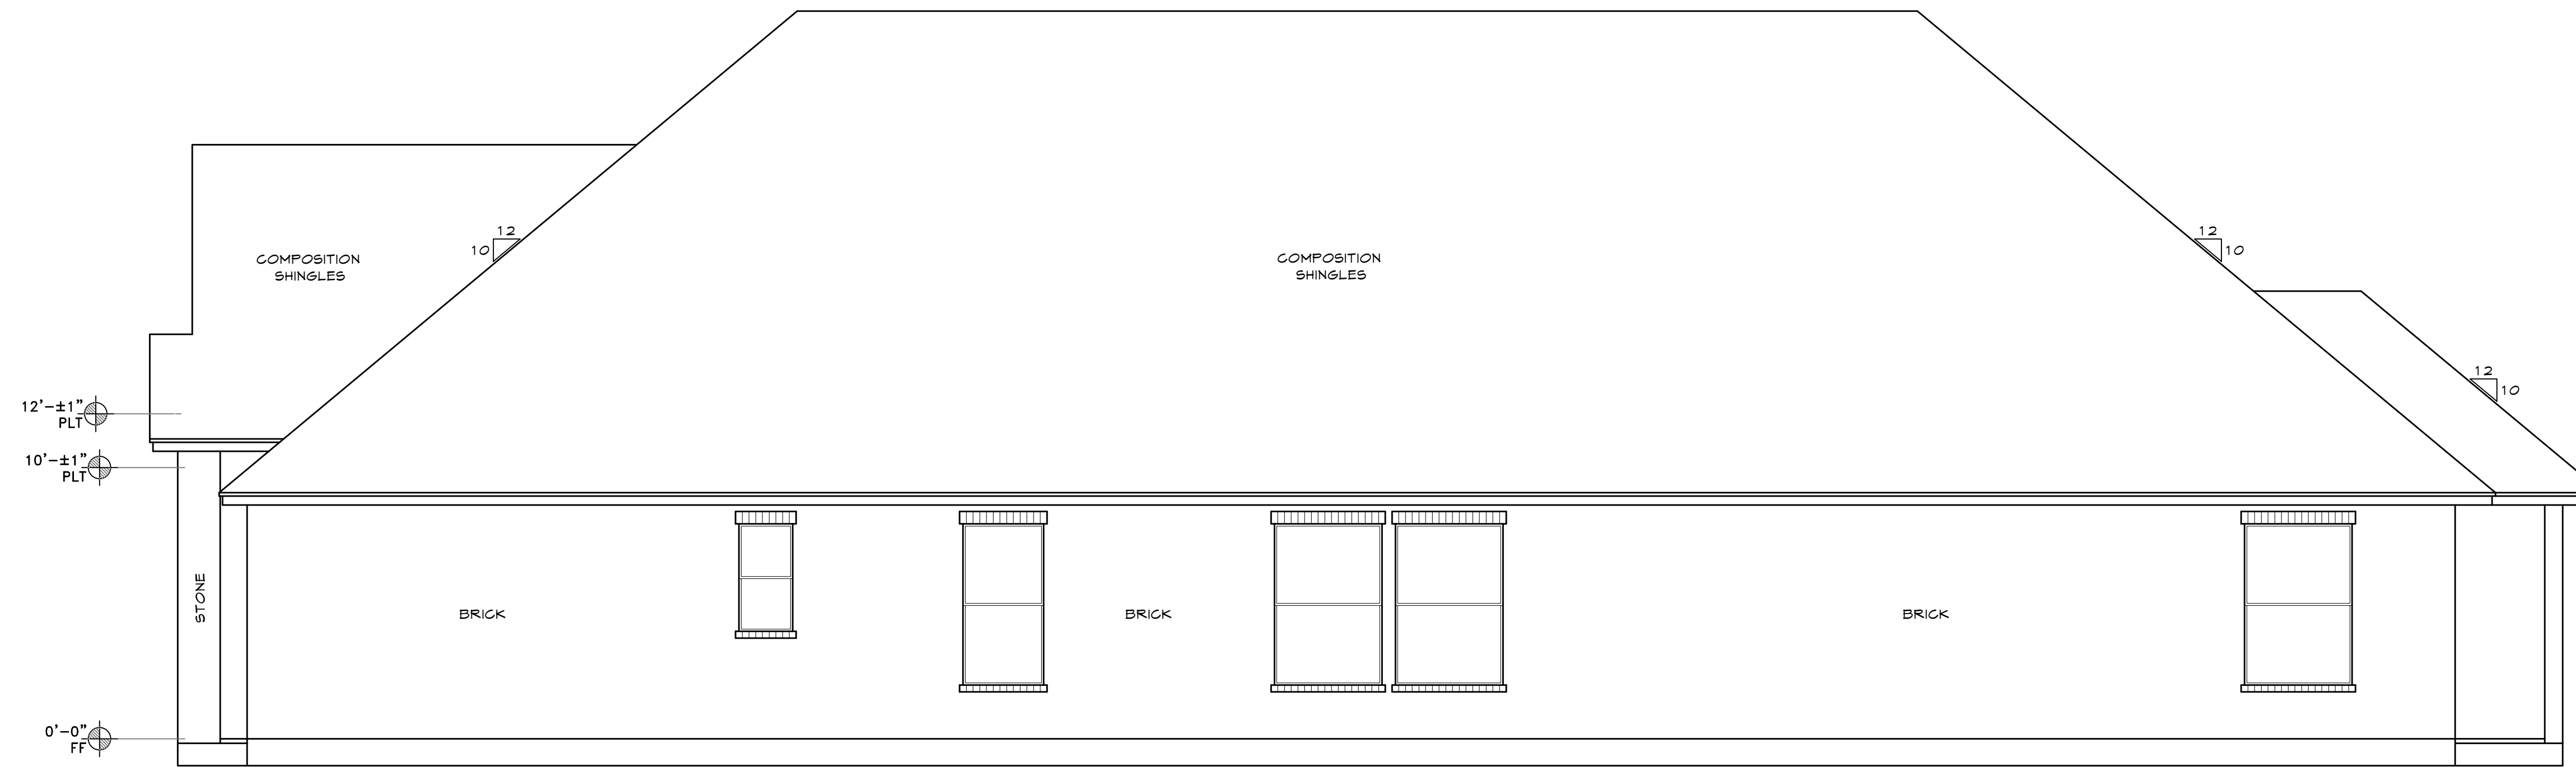 12
10
COMPOSITION
SHINGLES
COMPOSITION
SHINGLES
12
10
12
10
12'-±1"
PLT
10'-±1"
PLT
STONE
BRICK
BRICK
BRICK
0'-0"
FF